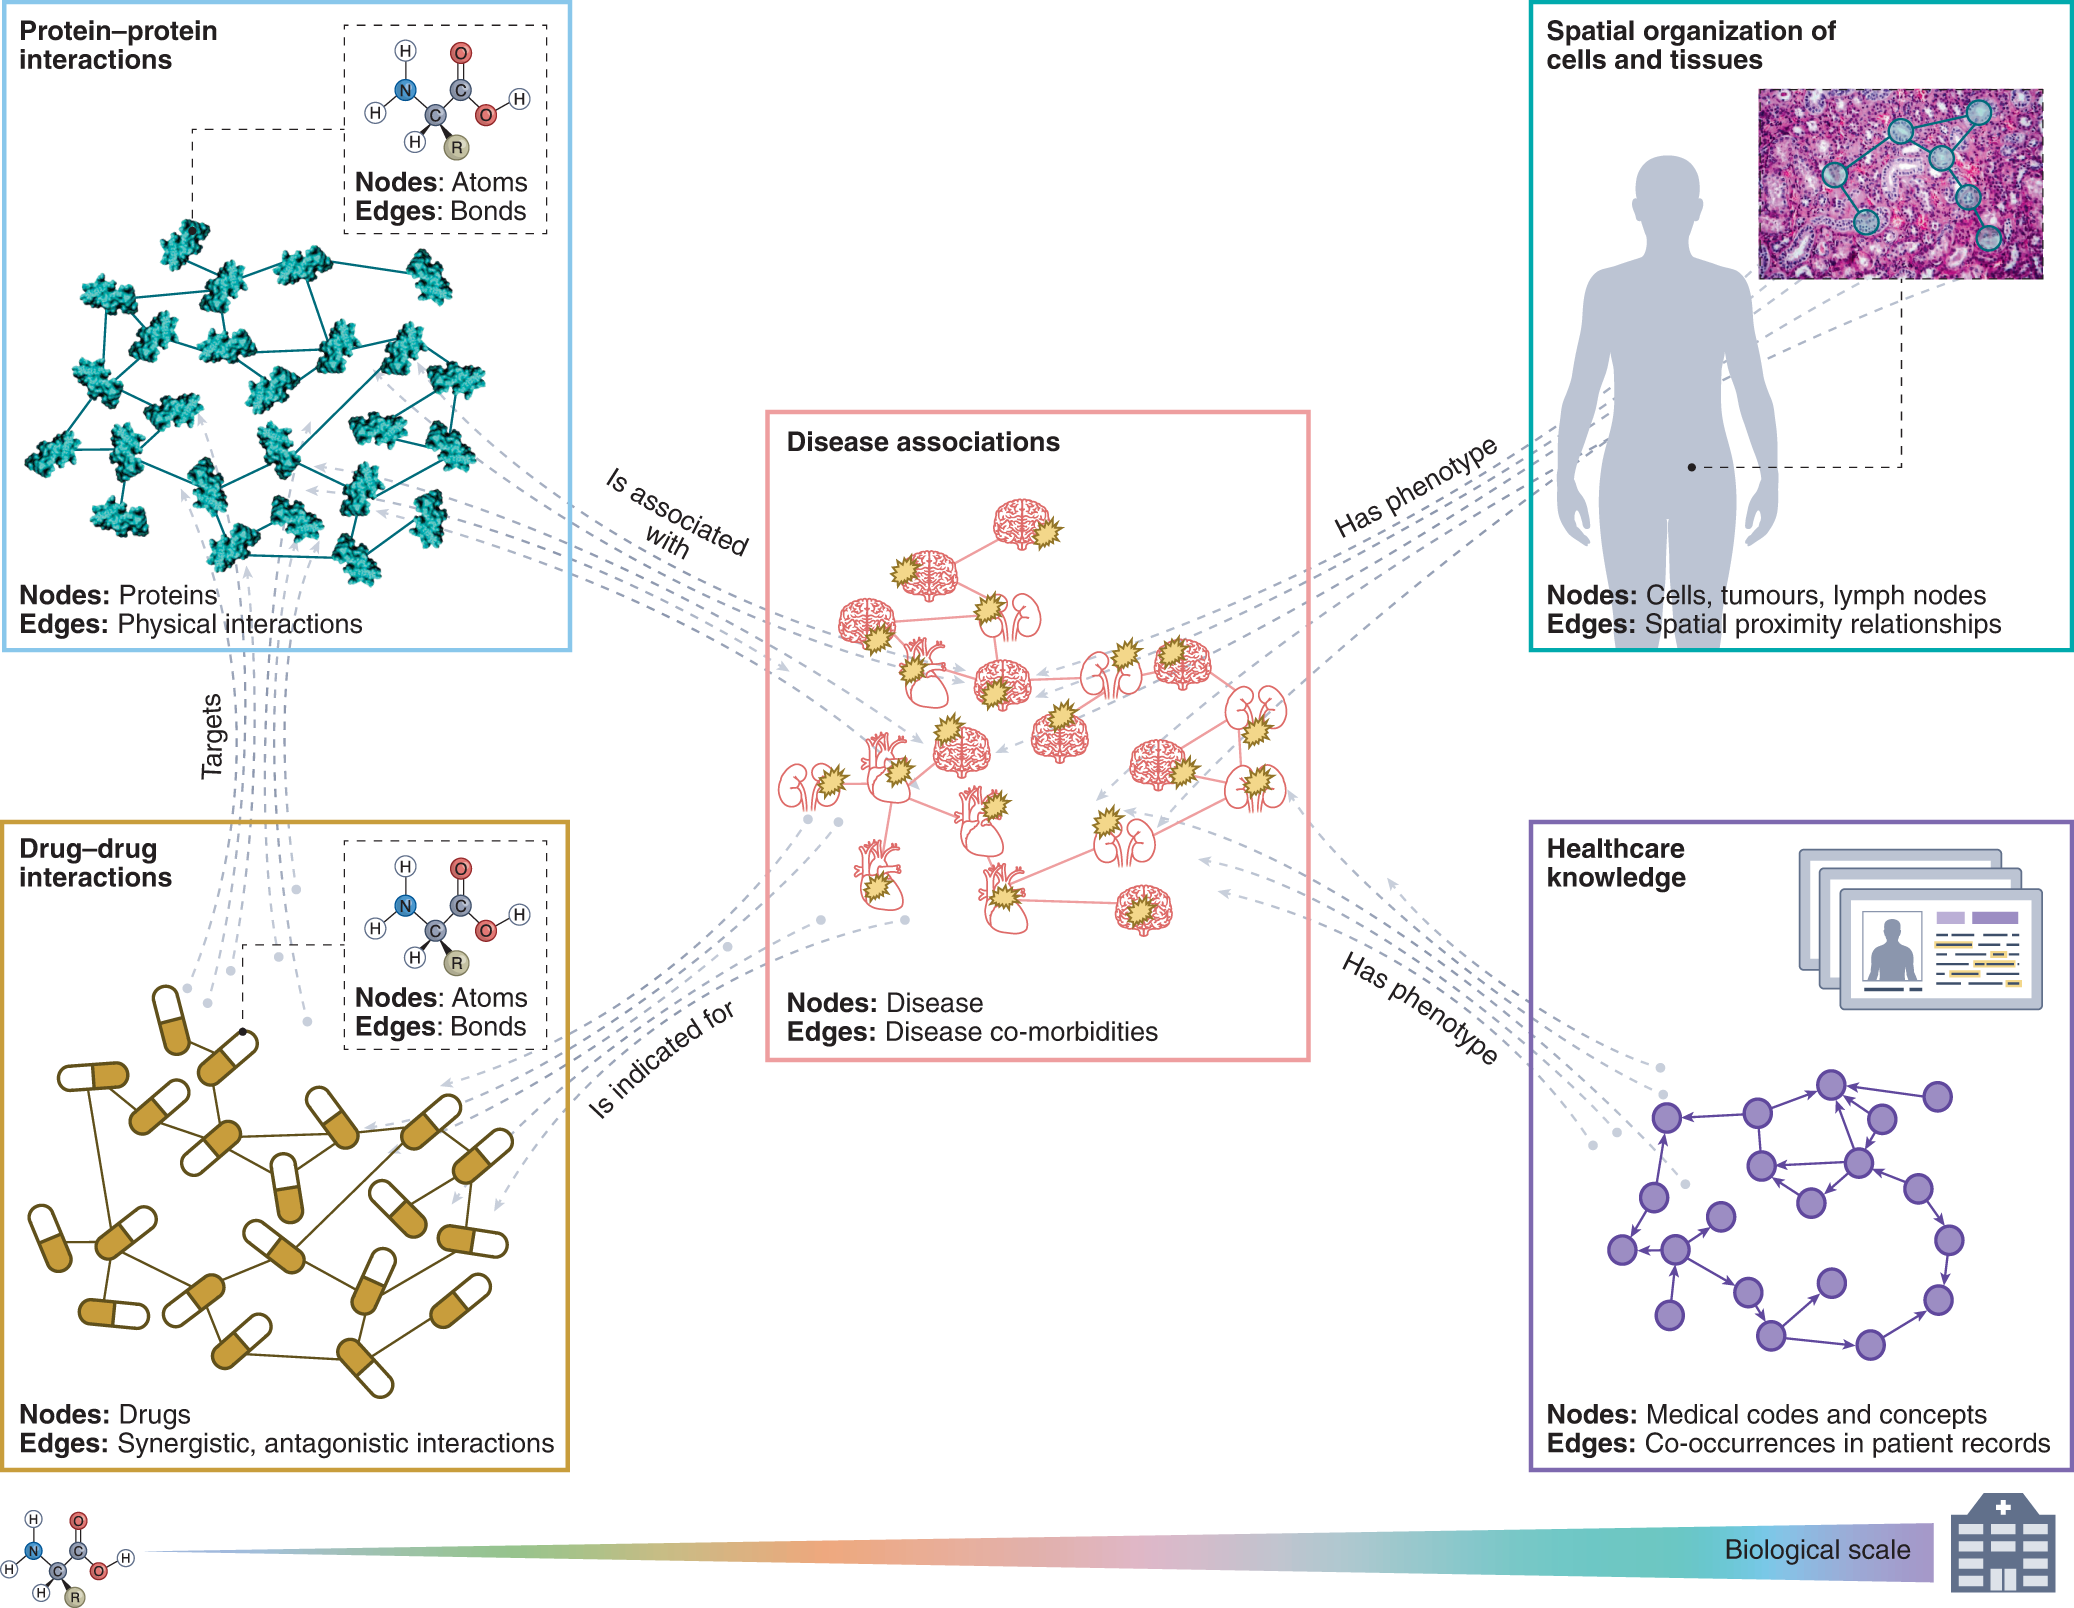 Protein–protein
interactions
H
O
N
C
H
H
C
O
H
R
Nodes: Atoms
Edges: Bonds
Nodes: Proteins
Edges: Physical interactions
Spatial organization of
cells and tissues
Nodes: Cells, tumours, lymph nodes
Edges: Spatial proximity relationships
Disease associations
Nodes: Disease
Edges: Disease co-morbidities
Is associated
with
Has phenotype
Targets
Is indicated for
Has phenotype
Drug–drug
interactions
H
O
N
C
H
H
C
O
H
R
Nodes: Atoms
Edges: Bonds
Nodes: Drugs
Edges: Synergistic, antagonistic interactions
Healthcare
knowledge
Nodes: Medical codes and concepts
Edges: Co-occurrences in patient records
H
O
N
C
H
H
C
O
H
R
Biological scale